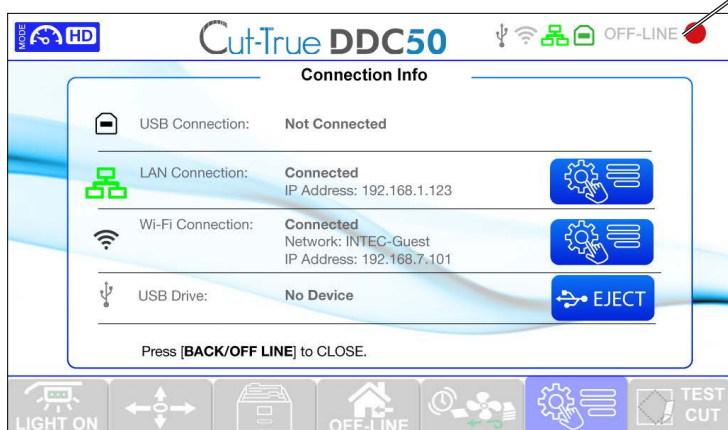 MODE HD
Cut-True DDC50
OFF-LINE
Connection Info
USB Connection: Not Connected
LAN Connection: Connected
IP Address: 192.168.1.123
Wi-Fi Connection: Connected
Network: INTEC-Guest
IP Address: 192.168.7.101
USB Drive: No Device
EJECT
Press [BACK/OFF LINE] to CLOSE.
LIGHT ON
OFF-LINE
TEST
CUT